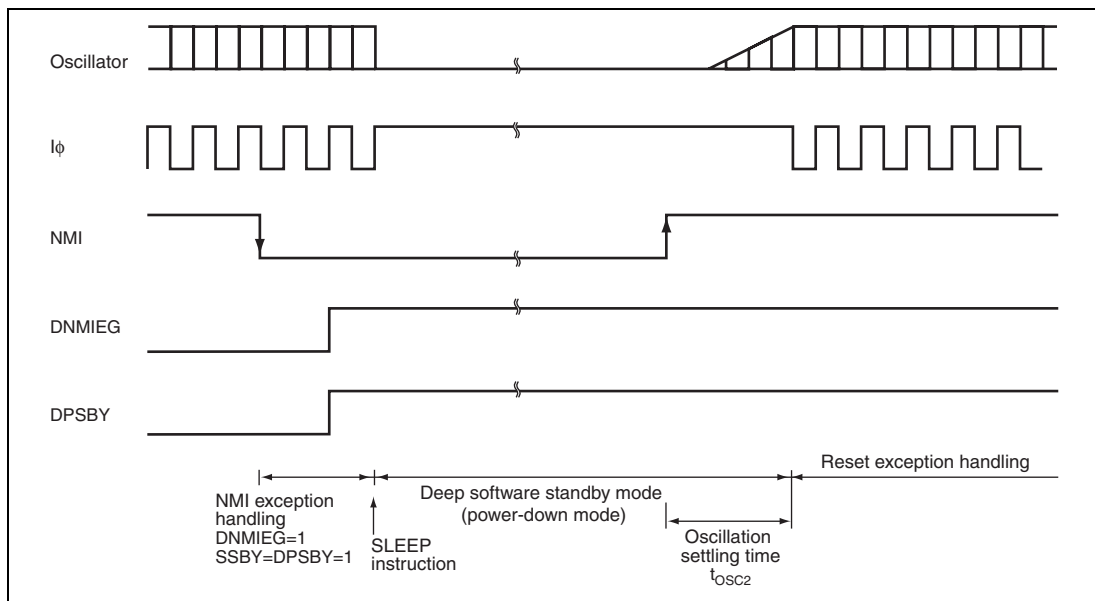 Oscillator
Iϕ
NMI
DNMIEG
DPSBY
NMI exception
handling
DNMIEG=1
SSBY=DPSBY=1
SLEEP
instruction
Deep software standby mode
(power-down mode)
Oscillation
settling time
tOSC2
Reset exception handling